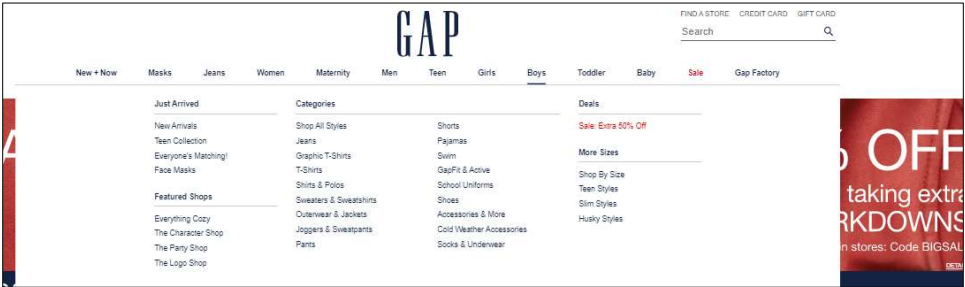 FIND A STORE CREDIT CARD GIFT CARD
GAP
Search
New + Now Masks Jeans Women Maternity Men Teen Girls Boys Toddler Baby Sale Gap Factory
Just Arrived
New Arrivals
Teen Collection
Everyone's Matching!
Face Masks
Featured Shops
Everything Cozy
The Character Shop
The Party Shop
The Logo Shop
Categories
Shop All Styles
Jeans
Graphic T-Shirts
T-Shirts
Shirts & Polos
Sweaters & Sweatshirts
Outerwear & Jackets
Joggers & Sweatpants
Pants
Shorts
Pajamas
Swim
GapFit & Active
School Uniforms
Shoes
Accessories & More
Cold Weather Accessories
Socks & Underwear
Deals
Sale: Extra 50% Off
More Sizes
Shop By Size
Teen Styles
Slim Styles
Husky Styles
% OFF
taking extra
RKDOWNS
in stores: Code BIGSAL
DETAI